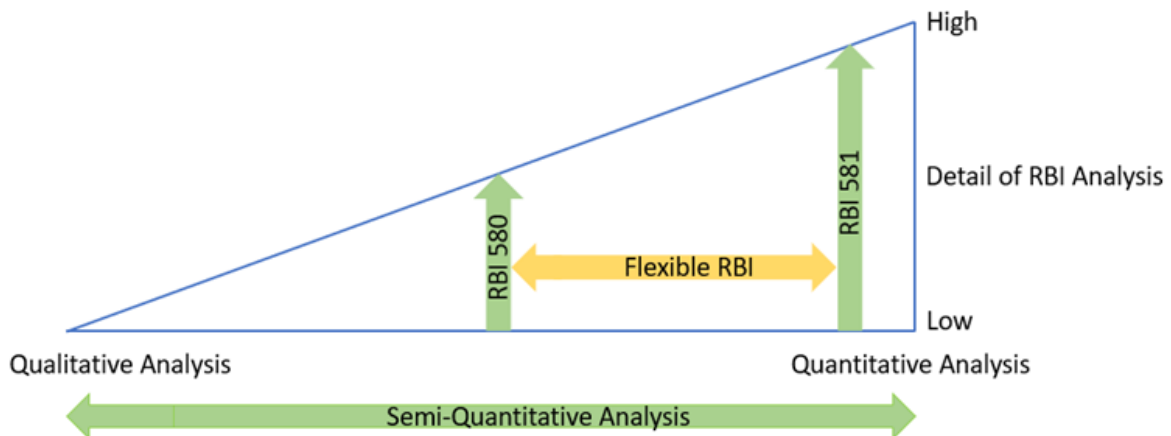 High
Detail of RBI Analysis
RBI 580
Flexible RBI
RBI 581
Low
Qualitative Analysis
Quantitative Analysis
Semi-Quantitative Analysis